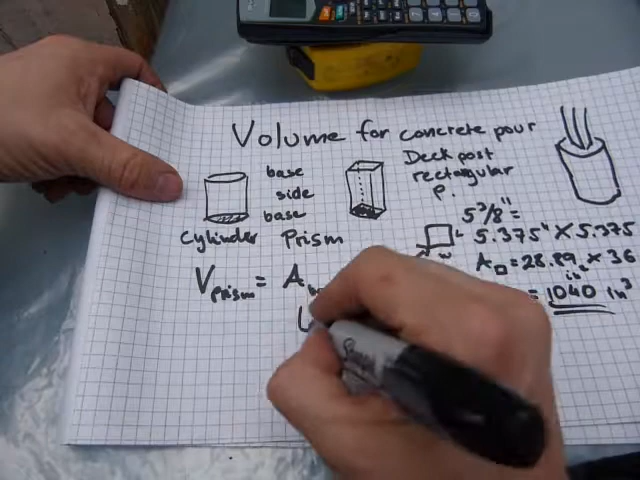 Volume for concrete pour
base
side
base
Cylinder Prism
Deck post
rectangular
p.
5 3/8" =
5.375" × 5.375
L
w
A□ = 28.89 × 36
in²
= 1040 in³
V prism = A
Sharpie